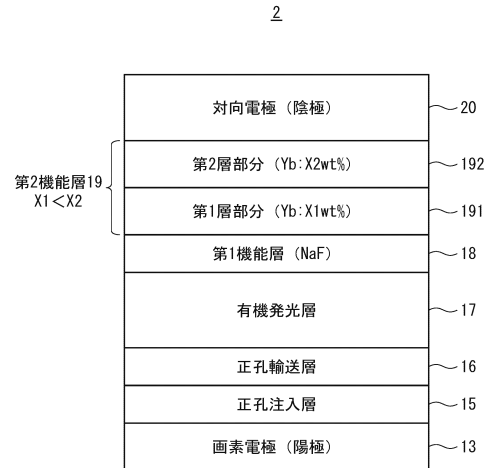 2
対向電極（陰極）
20
第2機能層19
X1＜X2
第2層部分（Yb:X2wt%）
192
第1層部分（Yb:X1wt%）
191
第1機能層（NaF）
18
有機発光層
17
正孔輸送層
16
正孔注入層
15
画素電極（陽極）
13